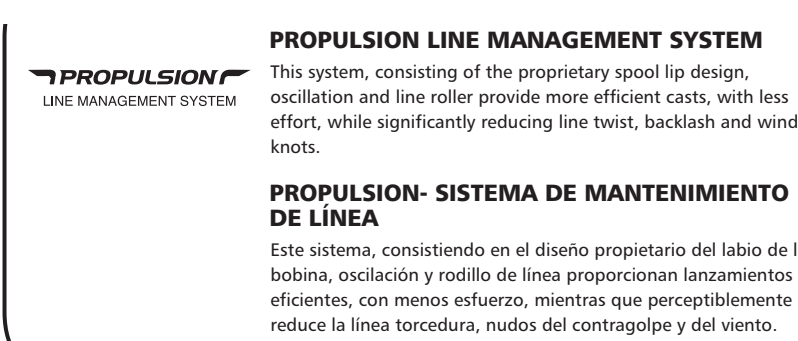 PROPULSION
LINE MANAGEMENT SYSTEM
PROPULSION LINE MANAGEMENT SYSTEM
This system, consisting of the proprietary spool lip design,
oscillation and line roller provide more efficient casts, with less
effort, while significantly reducing line twist, backlash and wind
knots.
PROPULSION- SISTEMA DE MANTENIMIENTO
DE LÍNEA
Este sistema, consistiendo en el diseño propietario del labio de l
bobina, oscilación y rodillo de línea proporcionan lanzamientos
eficientes, con menos esfuerzo, mientras que perceptiblemente
reduce la línea torcedura, nudos del contragolpe y del viento.